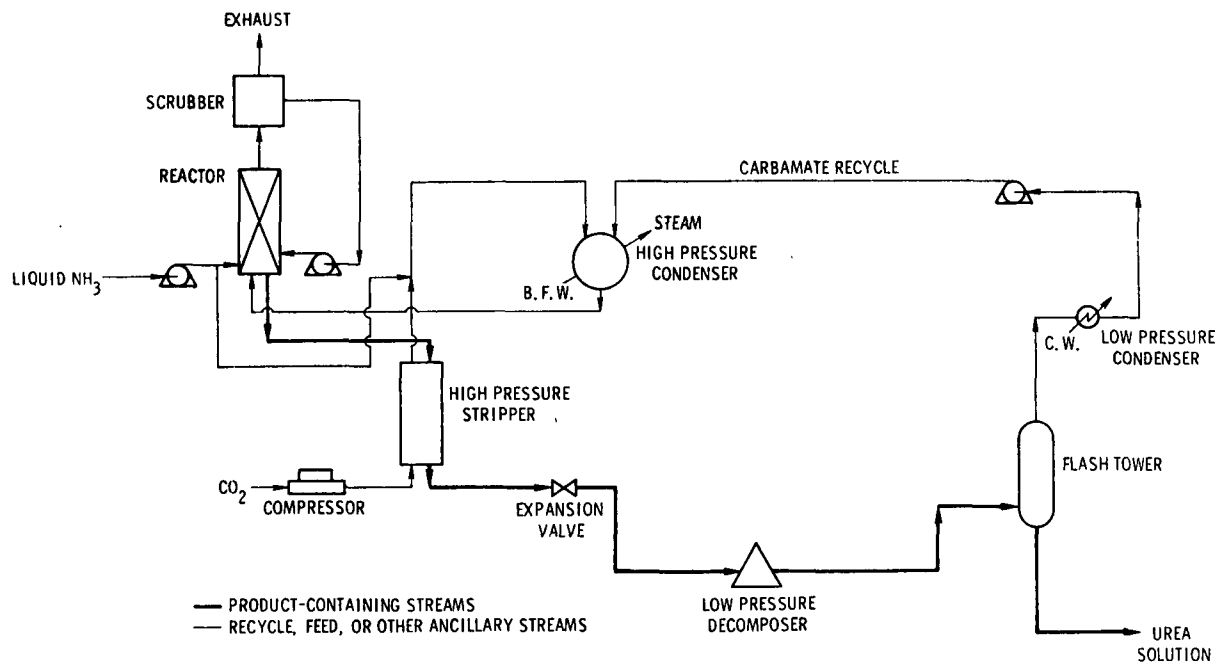 EXHAUST
SCRUBBER
REACTOR
LIQUID NH3
CARBAMATE RECYCLE
STEAM
HIGH PRESSURE
CONDENSER
B. F. W.
C. W.
LOW PRESSURE
CONDENSER
HIGH PRESSURE
STRIPPER
FLASH TOWER
CO2
COMPRESSOR
EXPANSION
VALVE
LOW PRESSURE
DECOMPOSER
PRODUCT-CONTAINING STREAMS
RECYCLE, FEED, OR OTHER ANCILLARY STREAMS
UREA
SOLUTION